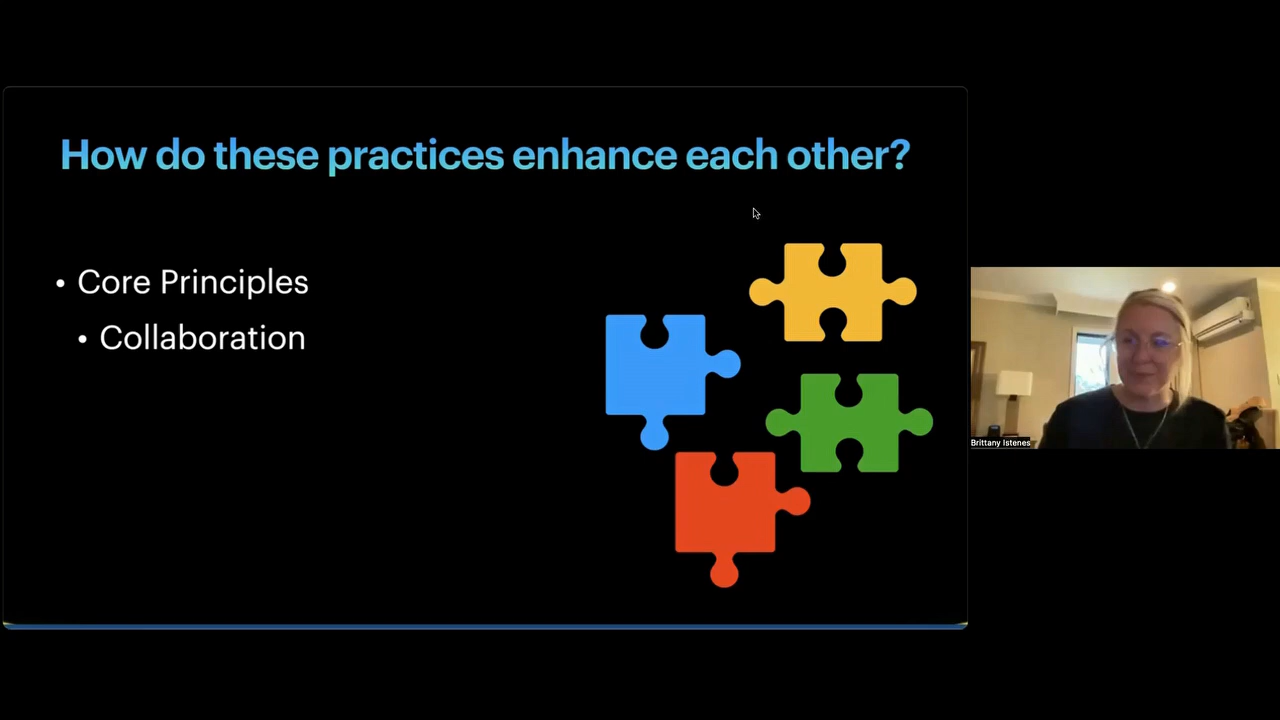 How do these practices enhance each other?
• Core Principles
• Collaboration
Brittany Istenes